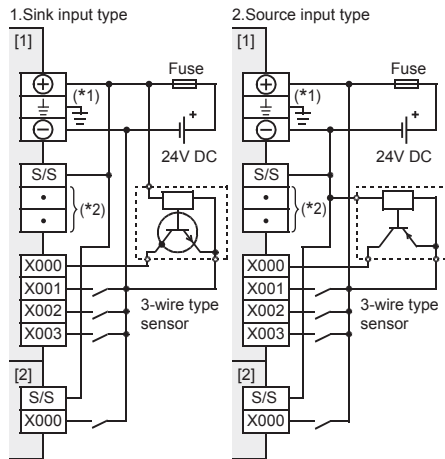 1.Sink input type
[1]
Fuse
(*1)
24V DC
S/S
(*2)
X000
X001
X002
X003
3-wire type
sensor
[2]
S/S
X000
2.Source input type
[1]
Fuse
(*1)
24V DC
S/S
(*2)
X000
X001
X002
X003
3-wire type
sensor
[2]
S/S
X000